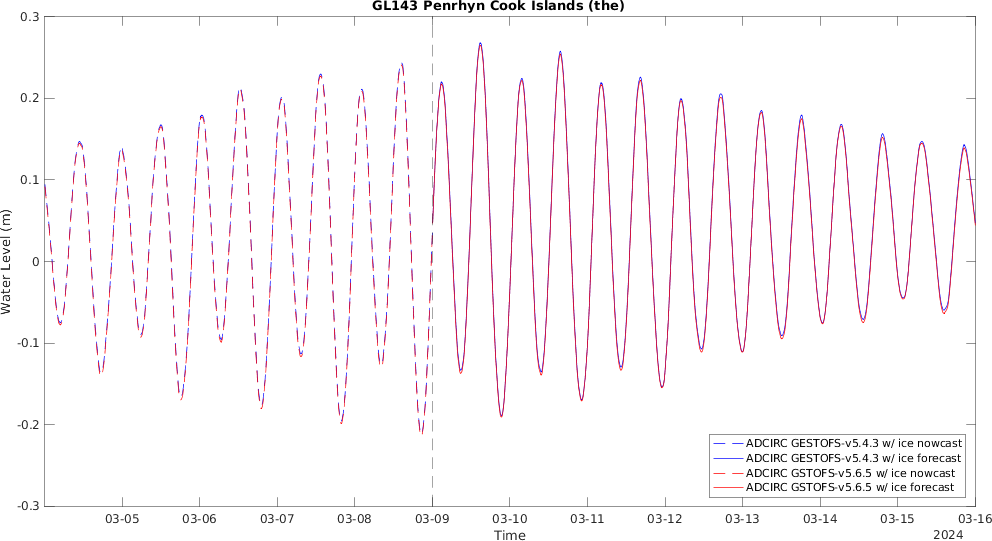 GL143 Penrhyn Cook Islands (the)
0.3
0.2
0.1
0
-0.1
-0.2
-0.3
Water Level (m)
ADCIRC GESTOFS-v5.4.3 w/ ice nowcast
ADCIRC GESTOFS-v5.4.3 w/ ice forecast
ADCIRC GSTOFS-v5.6.5 w/ ice nowcast
ADCIRC GSTOFS-v5.6.5 w/ ice forecast
03-05 03-06 03-07 03-08 03-09 03-10 03-11 03-12 03-13 03-14 03-15 03-16
Time
2024